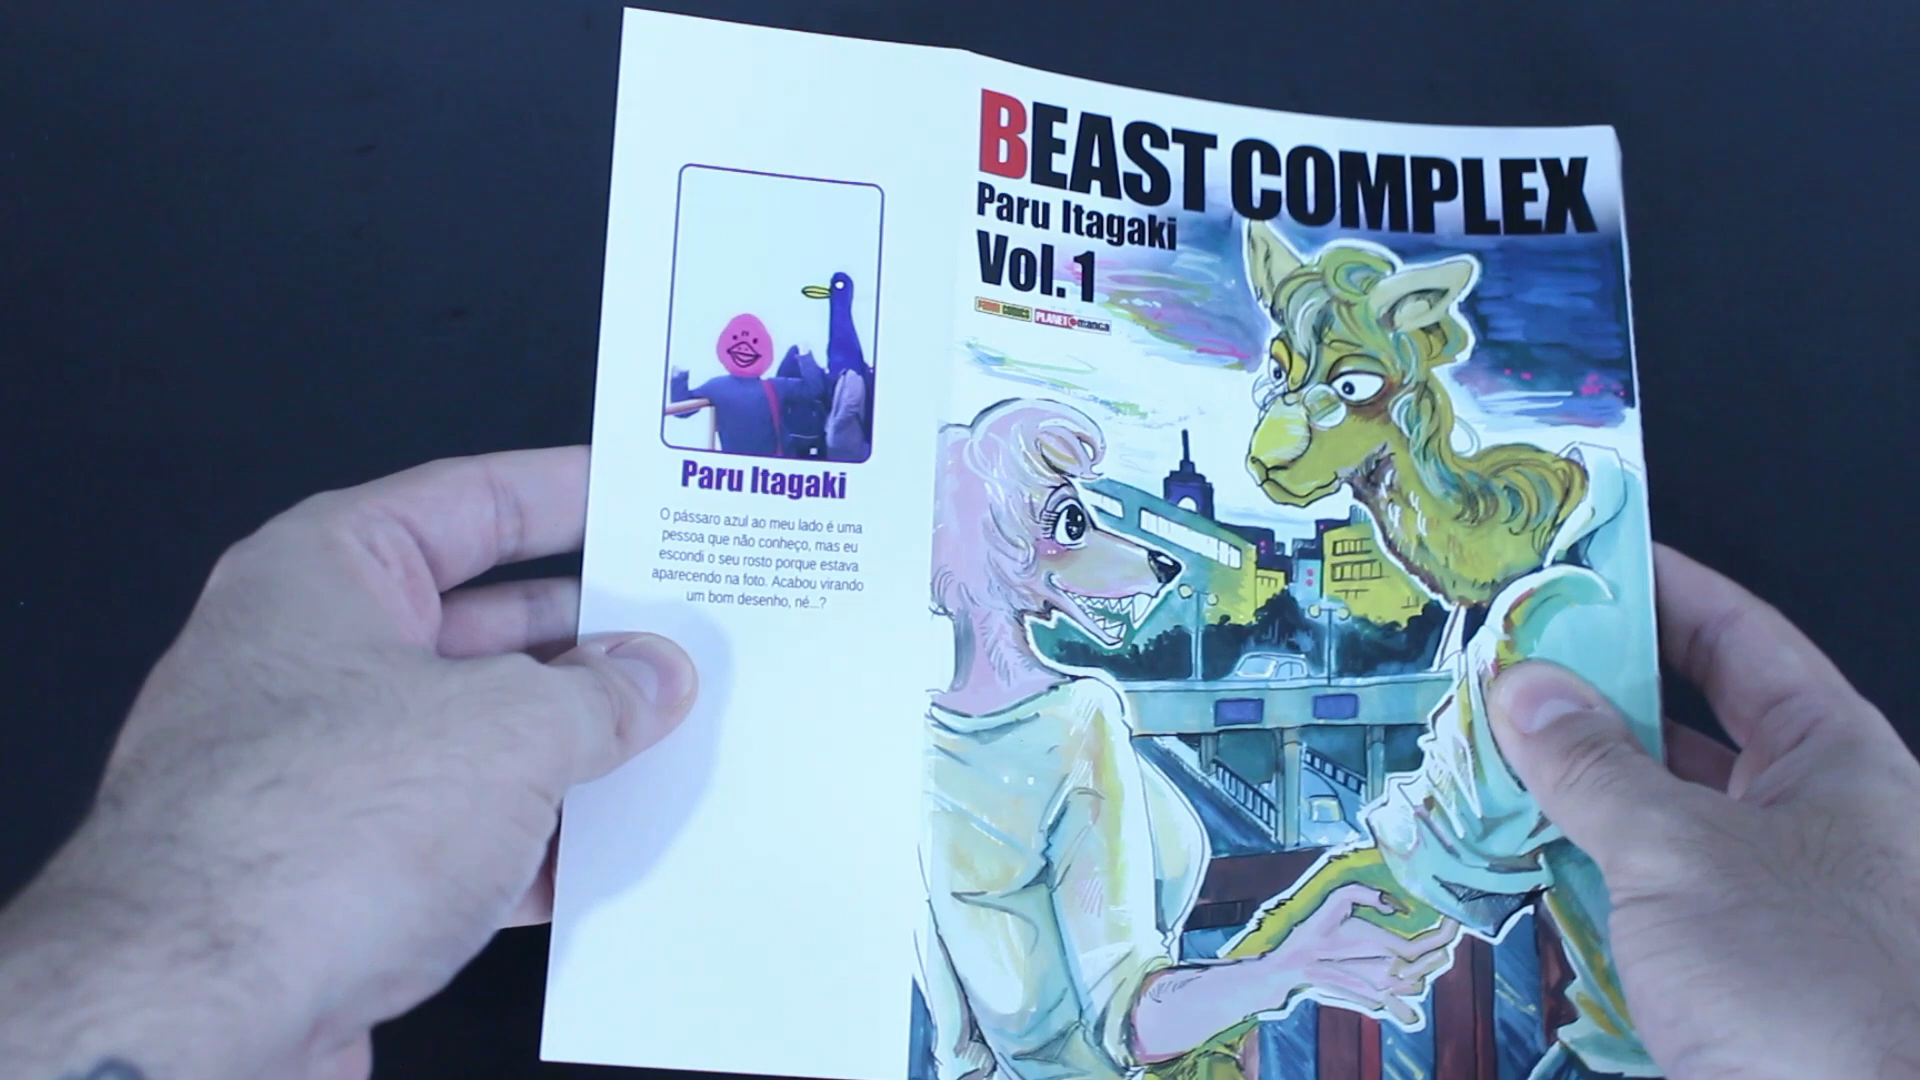 Paru Itagaki
O pássaro azul ao meu lado é uma
pessoa que não conheço, mas eu
escondi o seu rosto porque estava
aparecendo na foto. Acabou virando
um bom desenho, né...?
BEAST COMPLEX
Paru Itagaki
Vol. 1
PANINI COMICS PLANET manga